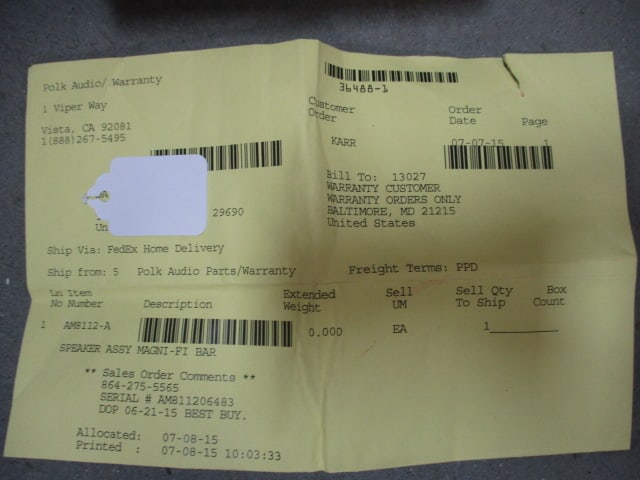 Polk Audio/ Warranty
1 Viper Way
Vista, CA 92081
1(888)267-5495
36488-1
Customer Order
Order Date
Page
KARR
07-07-15
1
Bill To: 13027
WARRANTY CUSTOMER
WARRANTY ORDERS ONLY
BALTIMORE, MD 21215
United States
29690
Un
Ship Via: FedEx Home Delivery
Ship from: 5 Polk Audio Parts/Warranty
Freight Terms: PPD
Ln Item No Number
Description
Extended Weight
Sell UM
Sell Qty To Ship
Box Count
1 AM8112-A
0.000
EA
1
SPEAKER ASSY MAGNI-FI BAR
** Sales Order Comments **
864-275-5565
SERIAL # AM811206483
DOP 06-21-15 BEST BUY.
Allocated: 07-08-15
Printed : 07-08-15 10:03:33